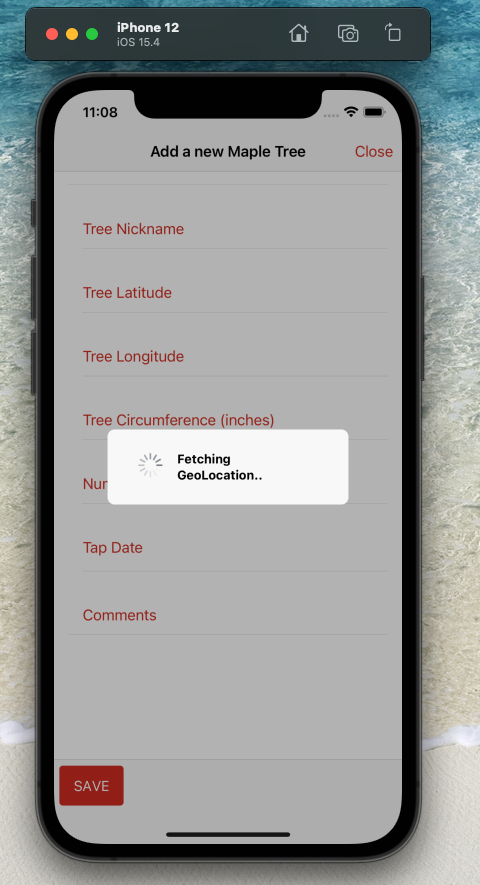 iPhone 12
iOS 15.4
11:08
Add a new Maple Tree
Close
Tree Nickname
Tree Latitude
Tree Longitude
Tree Circumference (inches)
Fetching
GeoLocation..
Tap Date
Comments
SAVE